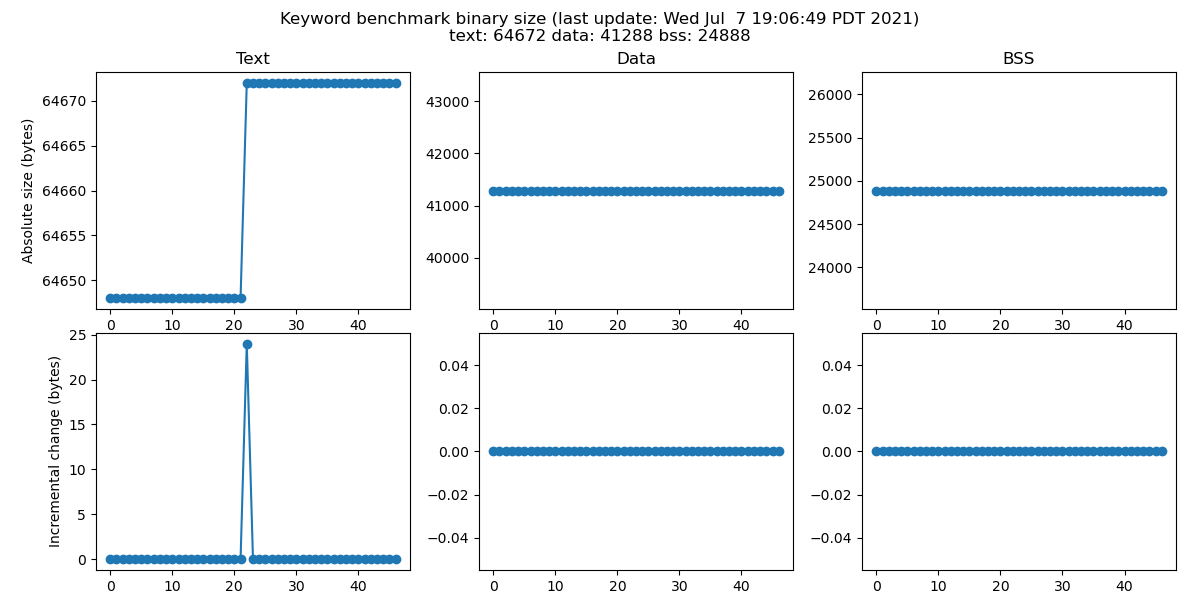 Keyword benchmark binary size (last update: Wed Jul  7 19:06:49 PDT 2021)
text: 64672 data: 41288 bss: 24888
Text
Data
BSS
Absolute size (bytes)
64670
64665
64660
64655
64650
0 10 20 30 40
43000
42000
41000
40000
0 10 20 30 40
26000
25500
25000
24500
24000
0 10 20 30 40
Incremental change (bytes)
25
20
15
10
5
0
0 10 20 30 40
0.04
0.02
0.00
−0.02
−0.04
0 10 20 30 40
0.04
0.02
0.00
−0.02
−0.04
0 10 20 30 40